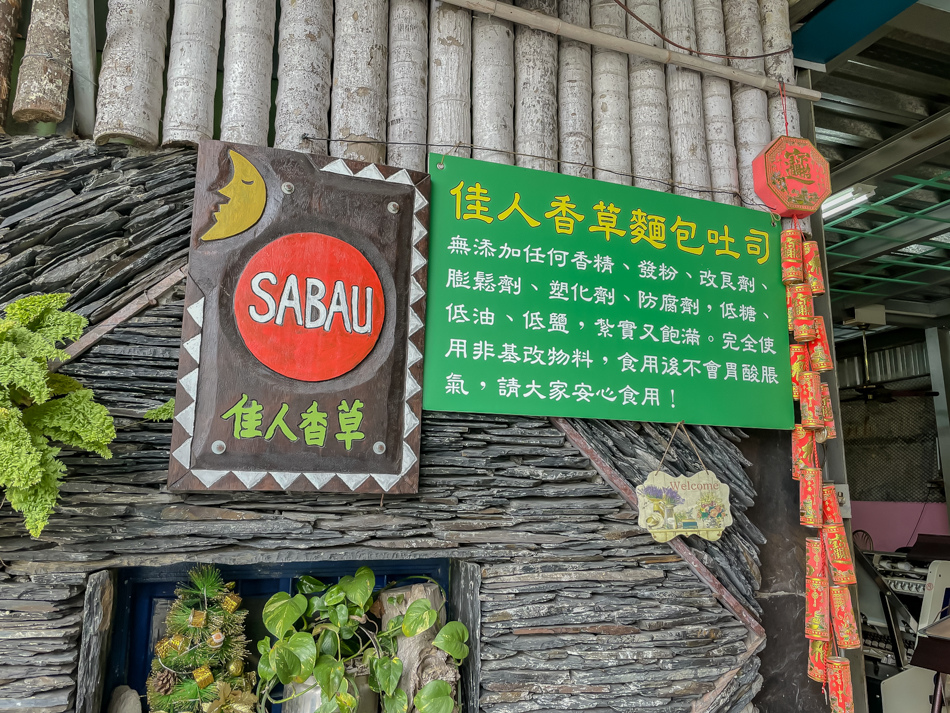 SABAU
佳人香草
佳人香草麵包吐司
無添加任何香精、發粉、改良劑、
膨鬆劑、塑化劑、防腐劑，低糖、
低油、低鹽，紮實又飽滿。完全使
用非基改物料，食用後不會胃酸脹
氣，請大家安心食用！
Welcome